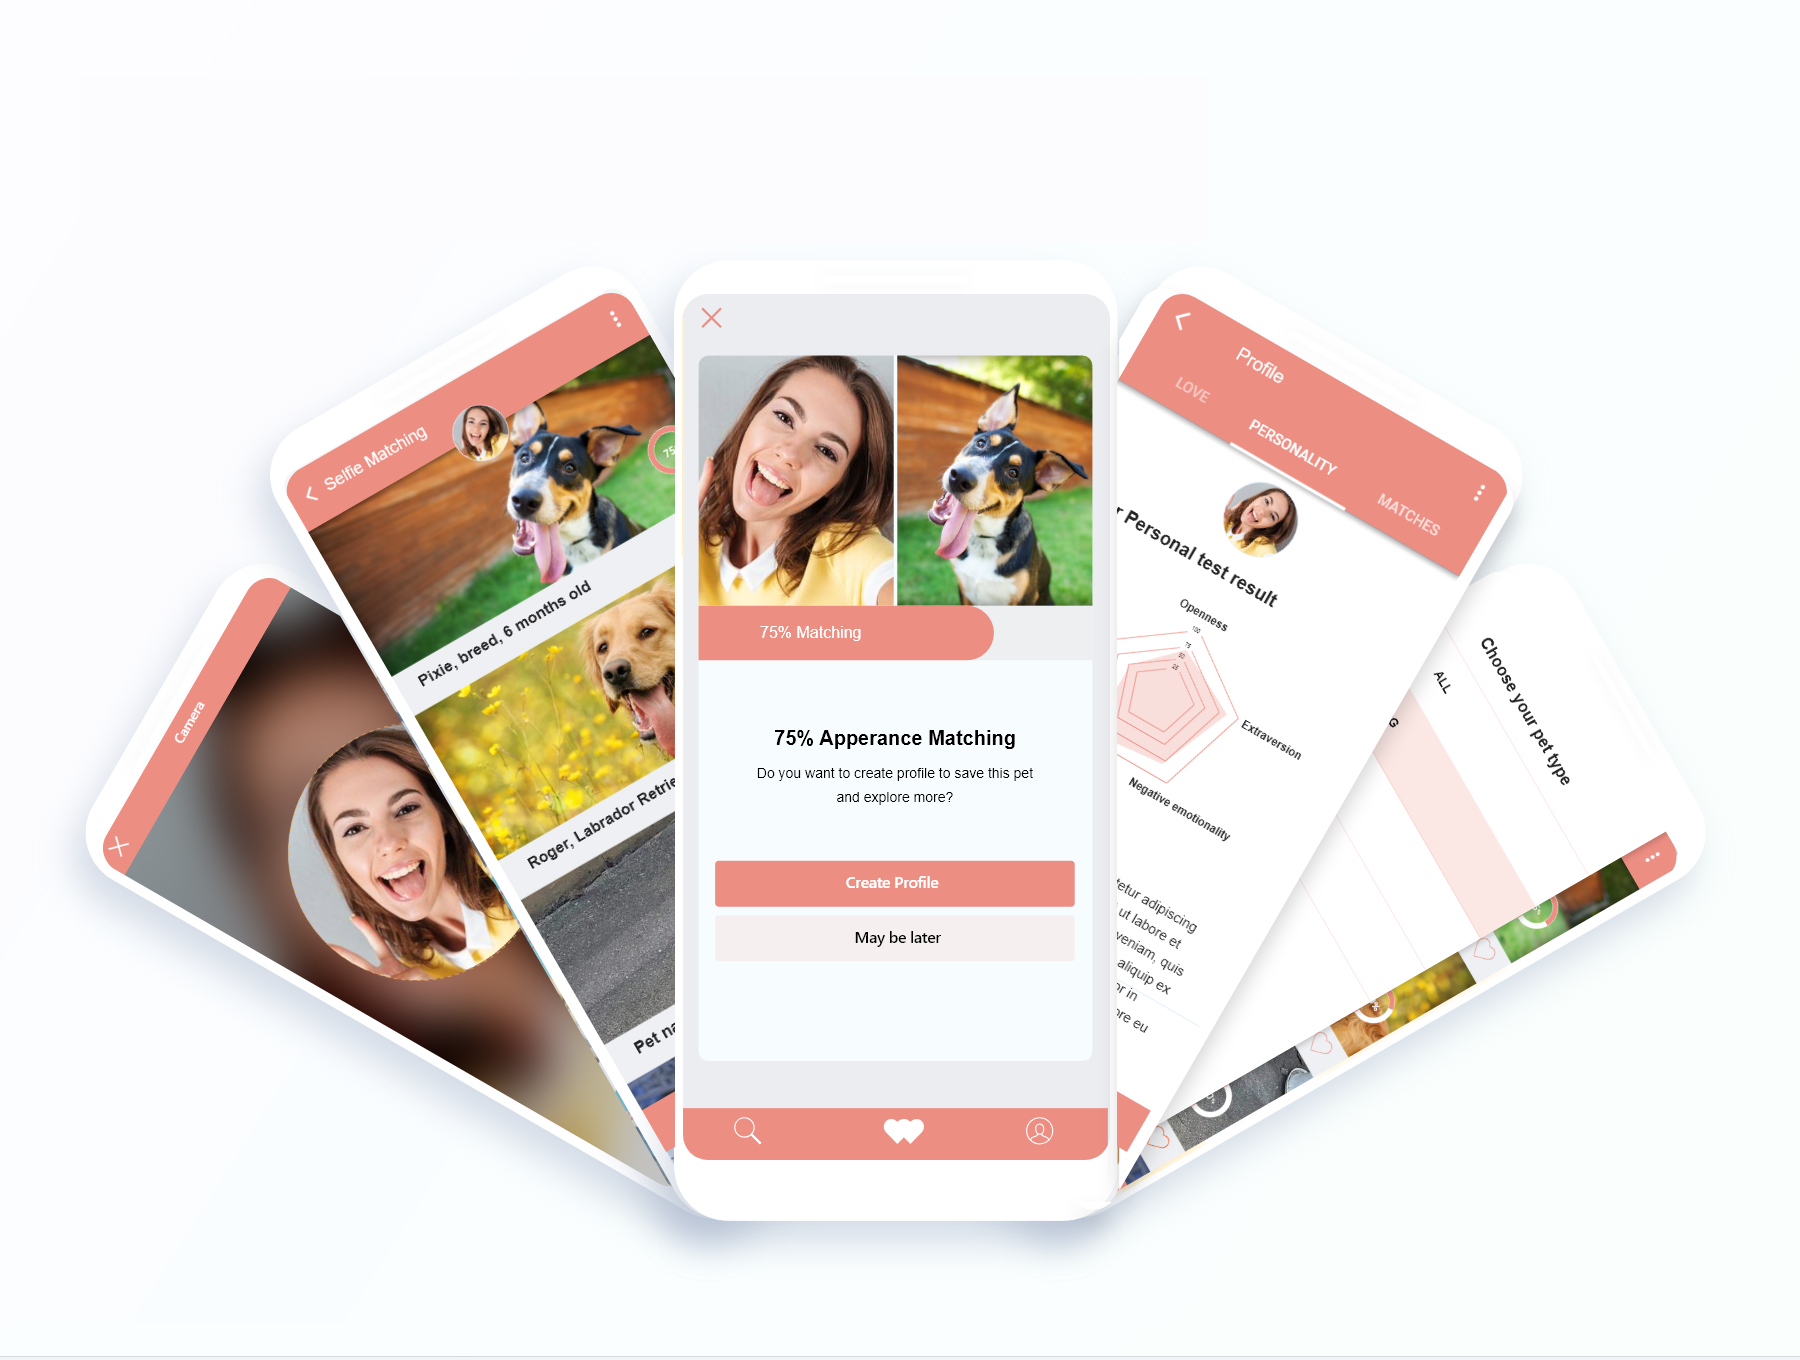 Camera
Selfie Matching
75
Pixie, breed, 6 months old
Roger, Labrador Retrie
Pet na
75% Matching
75% Apperance Matching
Do you want to create profile to save this pet
and explore more?
Create Profile
May be later
Profile
LOVE
PERSONALITY
MATCHES
r Personal test result
Openness
100
75
50
25
Extraversion
Negative emotionality
tetur adipiscing
ut labore et
veniam, quis
aliquip ex
or in
ore eu
Choose your pet type
ALL
G